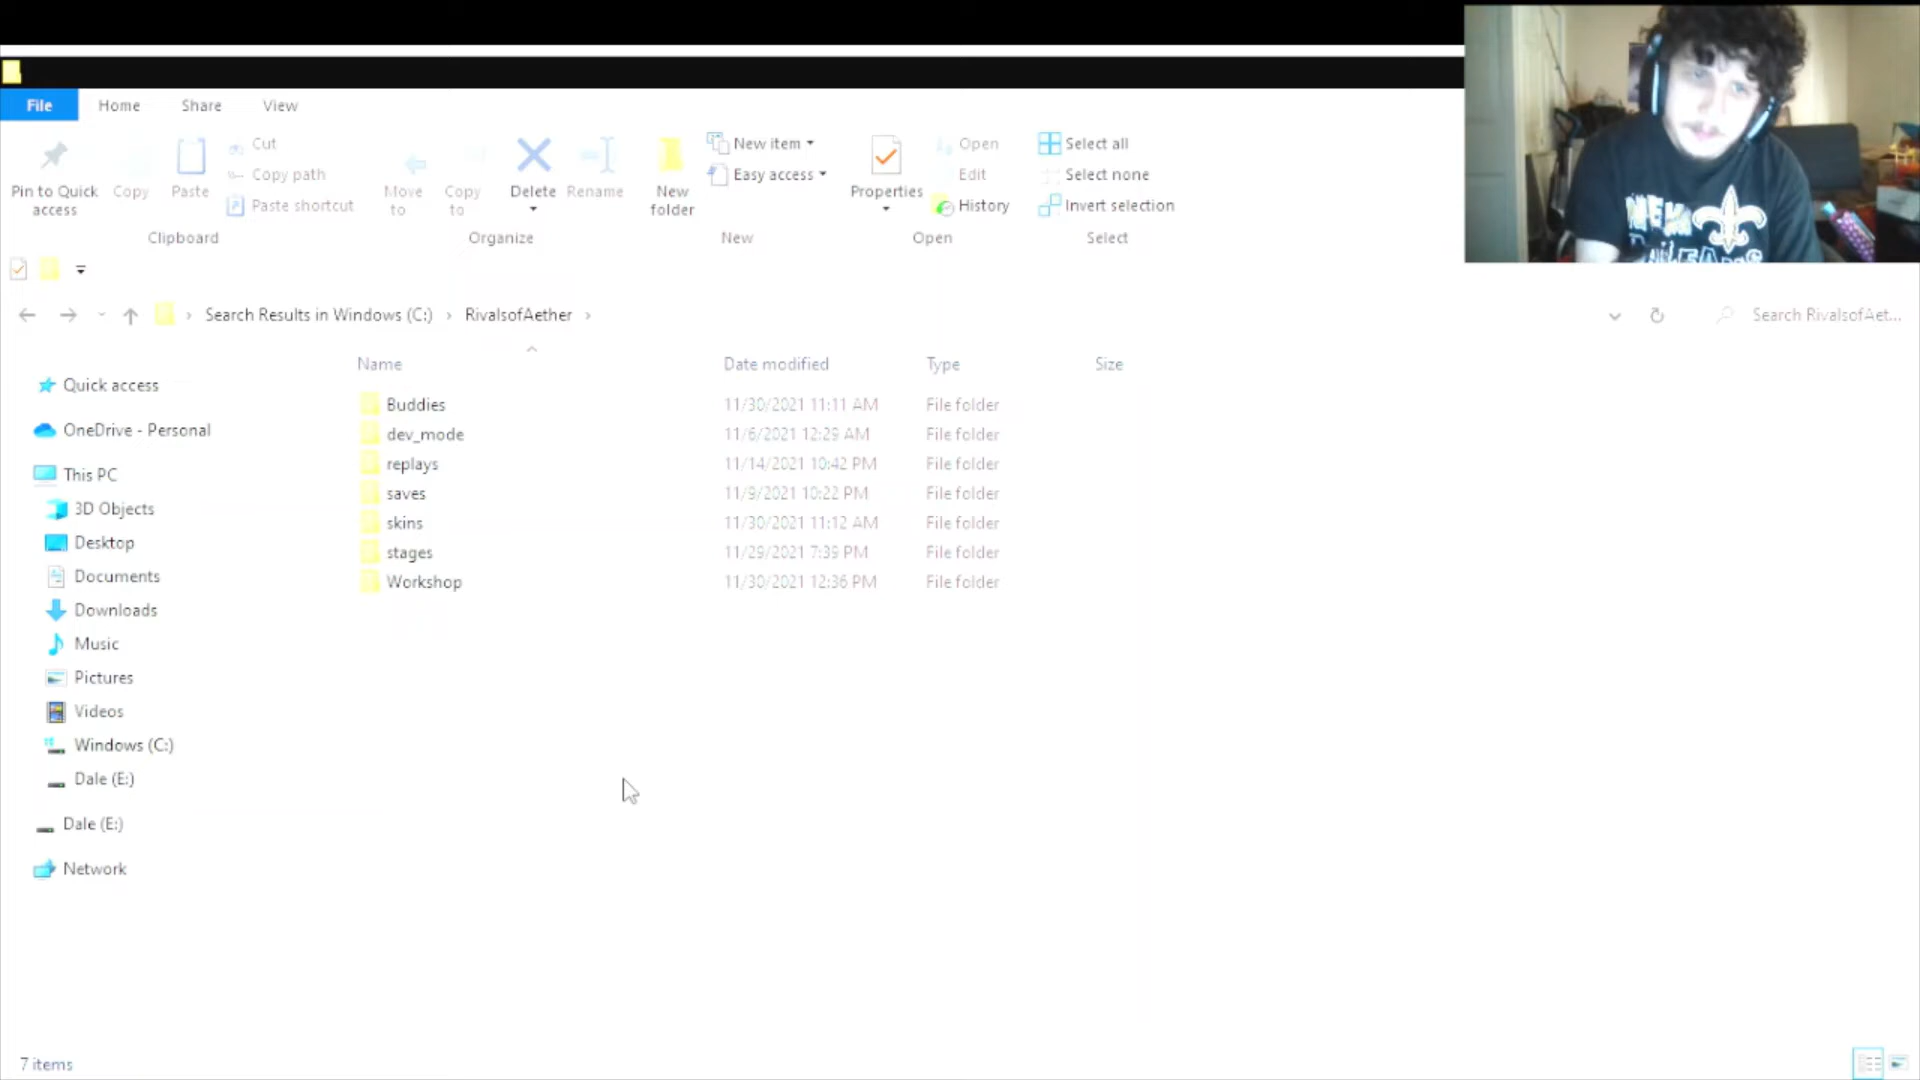 File Home Share View
Pin to Quick access
Copy
Paste
Cut
Copy path
Paste shortcut
Clipboard
Move to
Copy to
Delete
Rename
Organize
New folder
New item
Easy access
New
Properties
Open
Edit
History
Open
Select all
Select none
Invert selection
Select
NEW
Search Results in Windows (C:) › RivalsofAether ›
Search RivalsofAet...
Name Date modified Type Size
Quick access
OneDrive - Personal
This PC
3D Objects
Desktop
Documents
Downloads
Music
Pictures
Videos
Windows (C:)
Dale (E:)
Dale (E:)
Network
Buddies 11/30/2021 11:11 AM File folder
dev_mode 11/6/2021 12:29 AM File folder
replays 11/14/2021 10:42 PM File folder
saves 11/9/2021 10:22 PM File folder
skins 11/30/2021 11:12 AM File folder
stages 11/29/2021 7:39 PM File folder
Workshop 11/30/2021 12:36 PM File folder
7 items